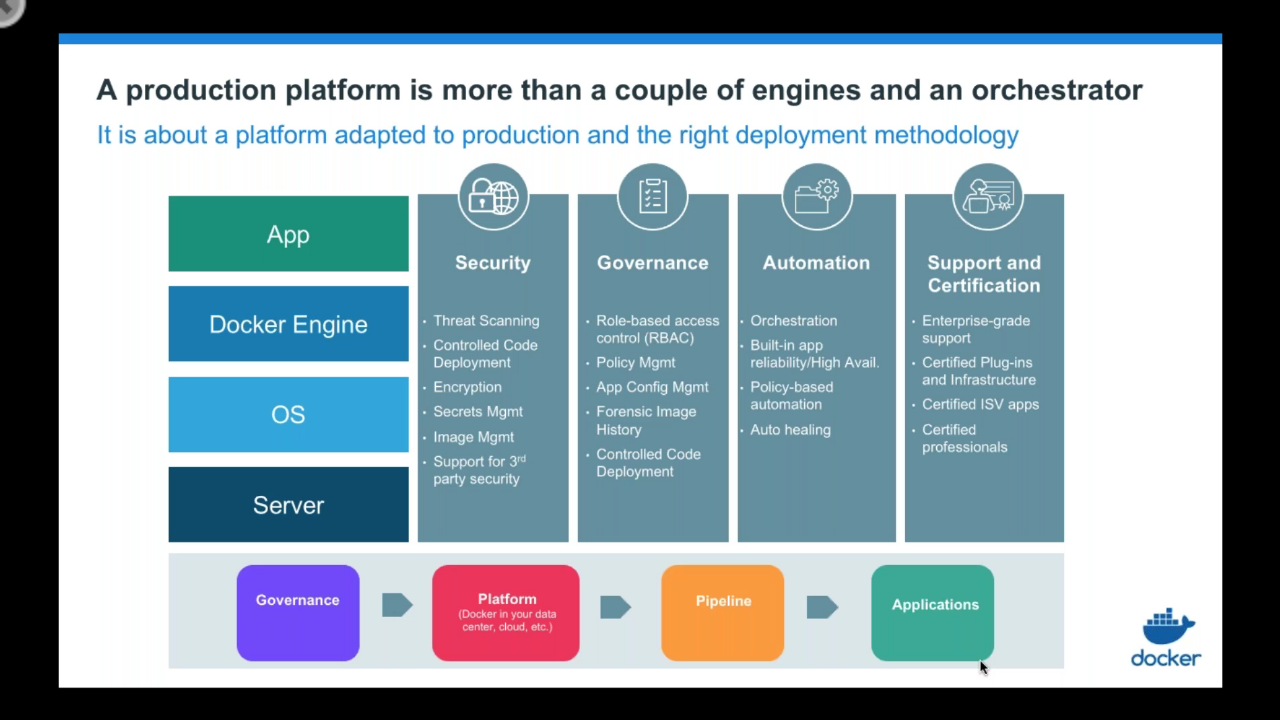 A production platform is more than a couple of engines and an orchestrator
It is about a platform adapted to production and the right deployment methodology
App
Docker Engine
OS
Server
Security
· Threat Scanning
· Controlled Code
Deployment
· Encryption
· Secrets Mgmt
· Image Mgmt
· Support for 3rd
party security
Governance
· Role-based access
control (RBAC)
· Policy Mgmt
· App Config Mgmt
· Forensic Image
History
· Controlled Code
Deployment
Automation
· Orchestration
· Built-in app
reliability/High Avail.
· Policy-based
automation
· Auto healing
Support and
Certification
· Enterprise-grade
support
· Certified Plug-ins
and Infrastructure
· Certified ISV apps
· Certified
professionals
Governance
Platform
(Docker in your data
center, cloud, etc.)
Pipeline
Applications
docker